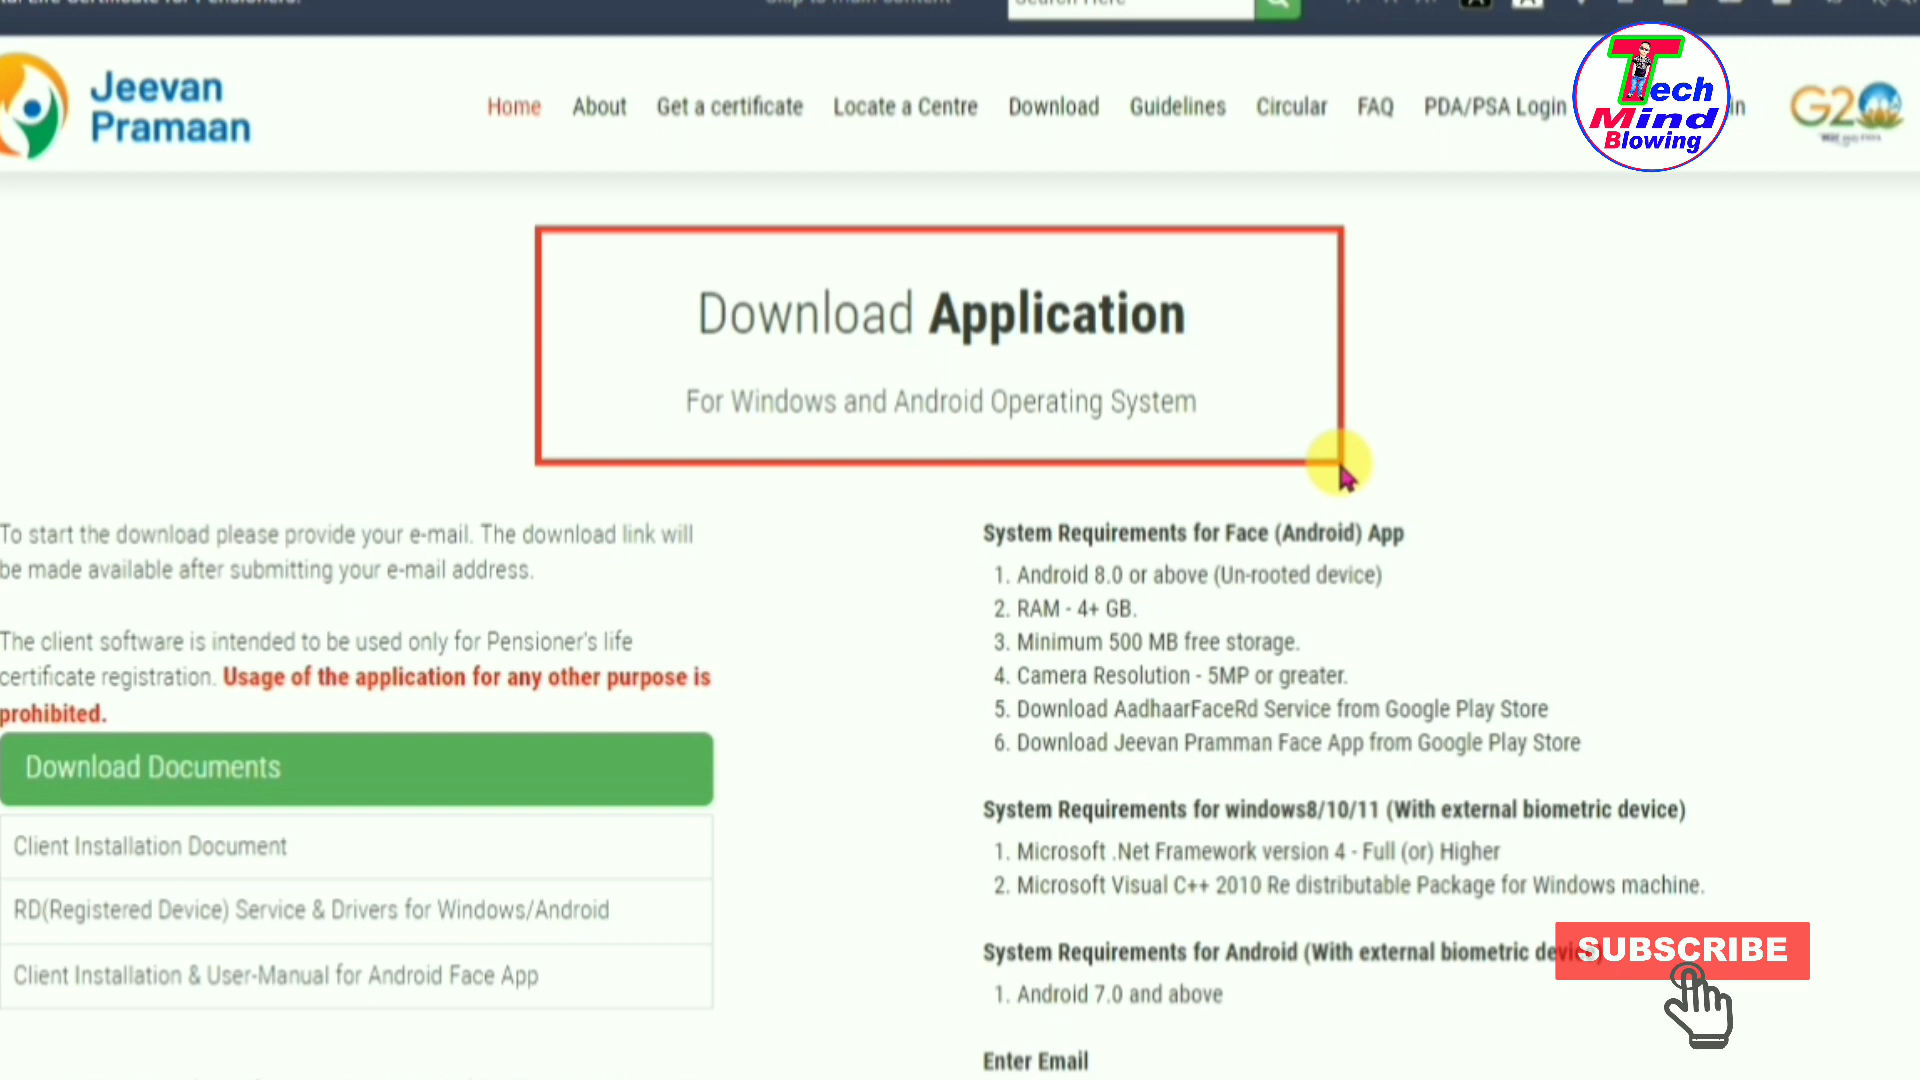 Jeevan
Pramaan
Home About Get a certificate Locate a Centre Download Guidelines Circular FAQ PDA/PSA Login
Tech
Mind
Blowing
G20
Download Application
For Windows and Android Operating System
To start the download please provide your e-mail. The download link will
be made available after submitting your e-mail address.
The client software is intended to be used only for Pensioner's life
certificate registration. Usage of the application for any other purpose is
prohibited.
Download Documents
Client Installation Document
RD(Registered Device) Service & Drivers for Windows/Android
Client Installation & User-Manual for Android Face App
System Requirements for Face (Android) App
1. Android 8.0 or above (Un-rooted device)
2. RAM - 4+ GB.
3. Minimum 500 MB free storage.
4. Camera Resolution - 5MP or greater.
5. Download AadhaarFaceRd Service from Google Play Store
6. Download Jeevan Pramman Face App from Google Play Store
System Requirements for windows8/10/11 (With external biometric device)
1. Microsoft .Net Framework version 4 - Full (or) Higher
2. Microsoft Visual C++ 2010 Re distributable Package for Windows machine.
System Requirements for Android (With external biometric
SUBSCRIBE
1. Android 7.0 and above
Enter Email